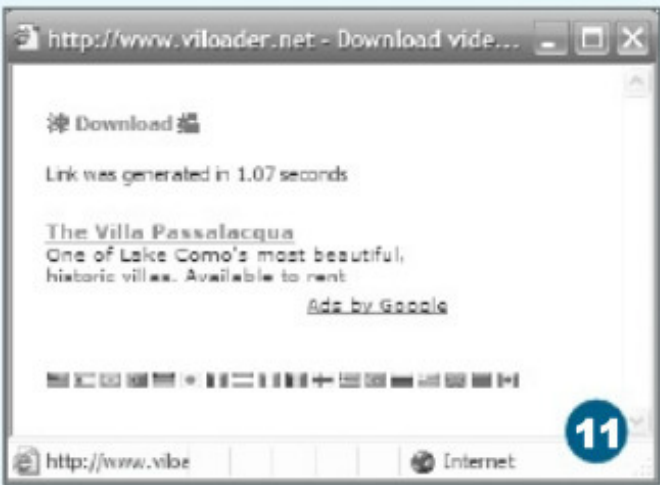 http://www.viloader.net - Download vide...
Download
Link was generated in 1.07 seconds
The Villa Passalacqua
One of Lake Como's most beautiful,
historic villas. Available to rent
Ads by Google
11
http://www.viloa
Internet